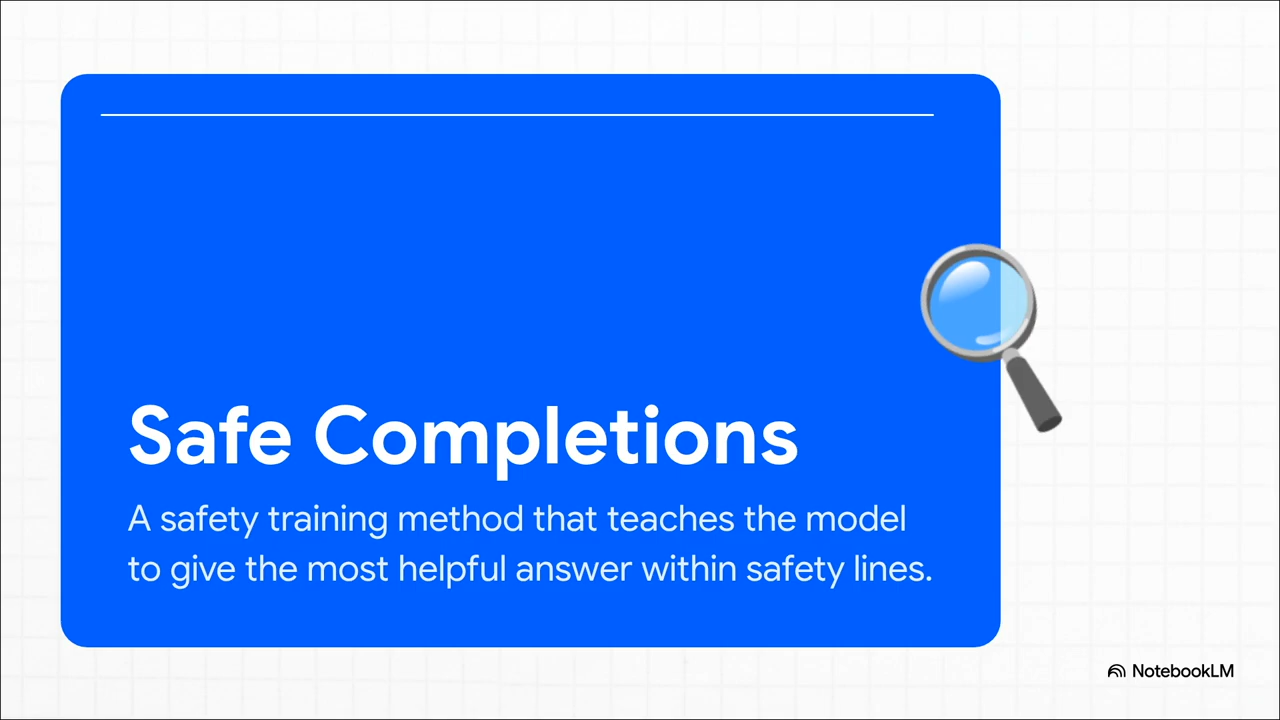 Safe Completions
A safety training method that teaches the model
to give the most helpful answer within safety lines.
NotebookLM